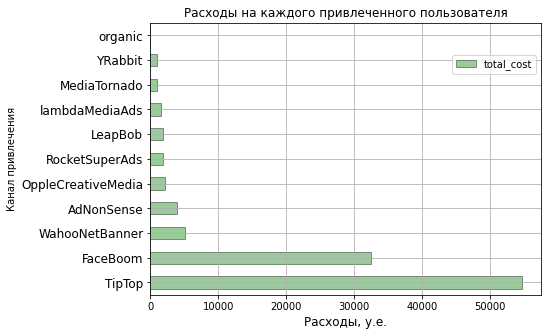 Расходы на каждого привлеченного пользователя
organic
YRabbit
MediaTornado
lambdaMediaAds
LeapBob
RocketSuperAds
OppleCreativeMedia
AdNonSense
WahooNetBanner
FaceBoom
TipTop
Канал привлечения
total_cost
0 10000 20000 30000 40000 50000
Расходы, у.е.